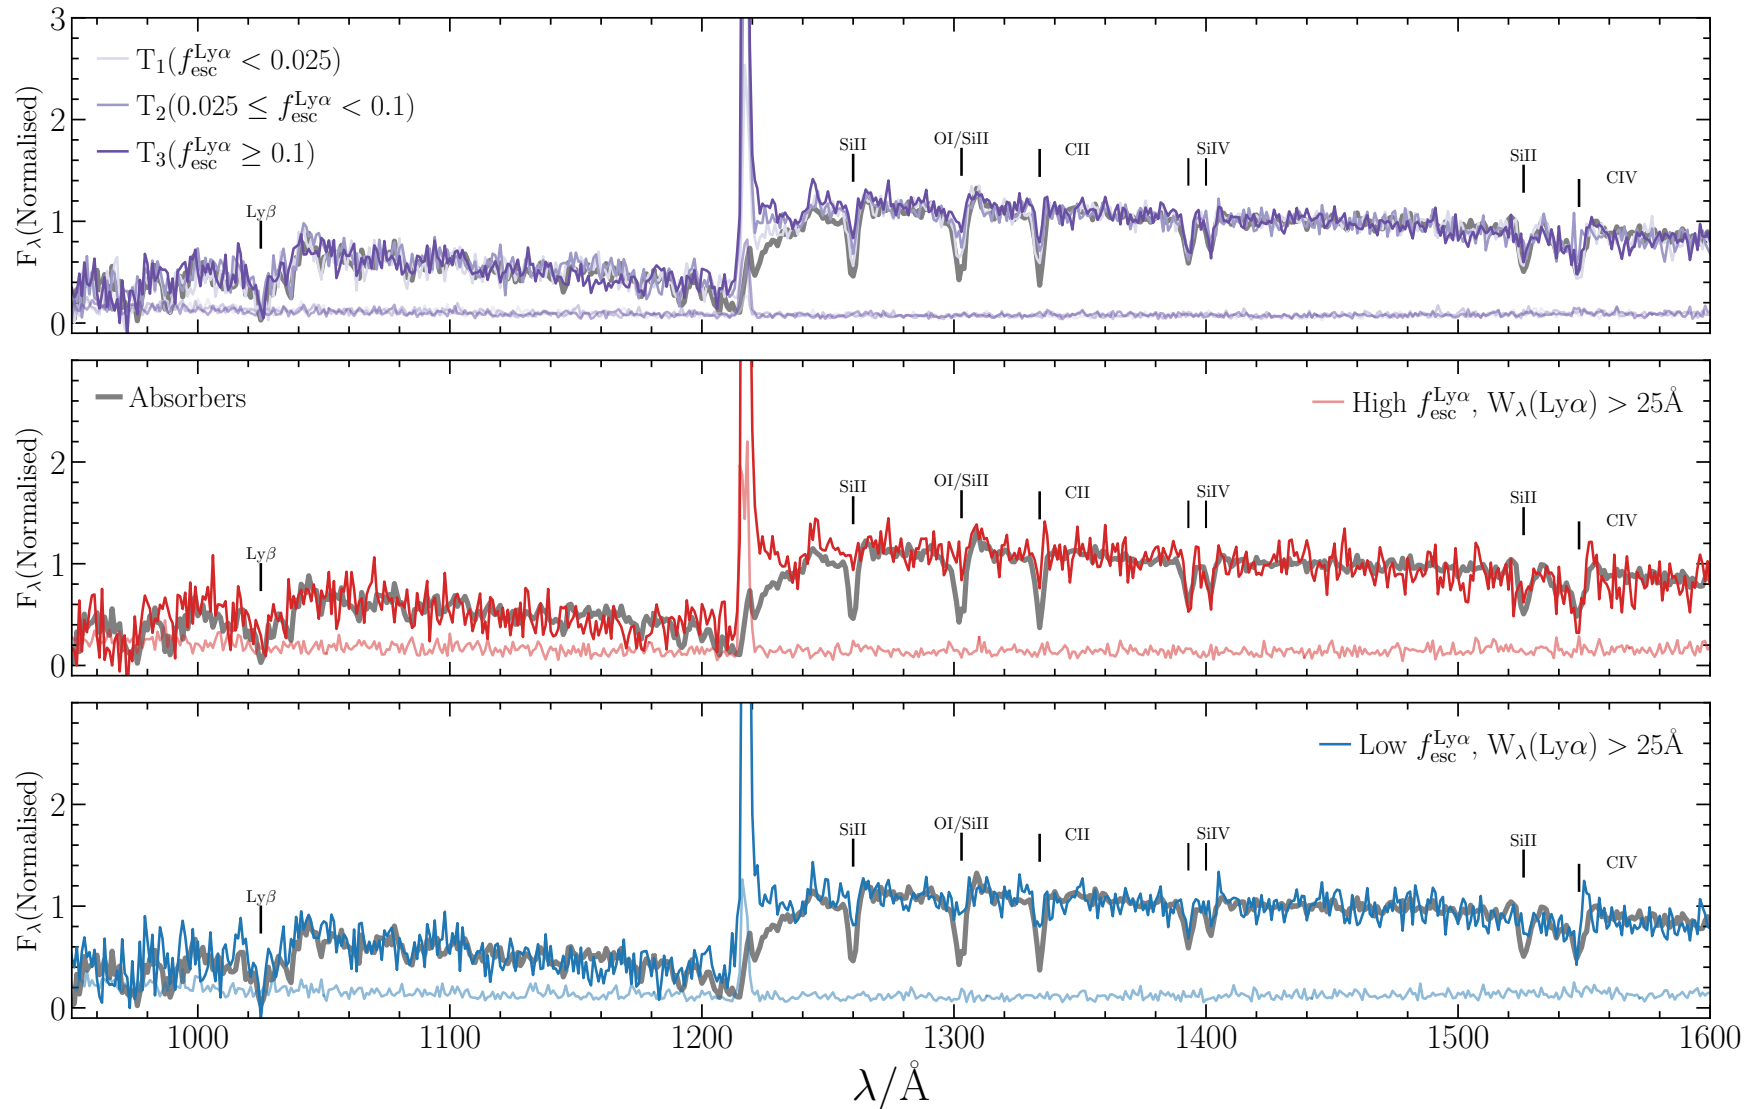 3
T₁(f_esc^Lyα < 0.025)
T₂(0.025 ≤ f_esc^Lyα < 0.1)
2
T₃(f_esc^Lyα ≥ 0.1)
SiII
OI/SiII
CII
SiIV
SiII
CIV
Lyβ
1
0
F_λ(Normalised)
Absorbers
High f_esc^Lyα, W_λ(Lyα) > 25Å
2
SiII
OI/SiII
CII
SiIV
SiII
CIV
Lyβ
1
0
F_λ(Normalised)
Low f_esc^Lyα, W_λ(Lyα) > 25Å
2
SiII
OI/SiII
CII
SiIV
SiII
CIV
Lyβ
1
0
F_λ(Normalised)
1000 1100 1200 1300 1400 1500 1600
λ/Å